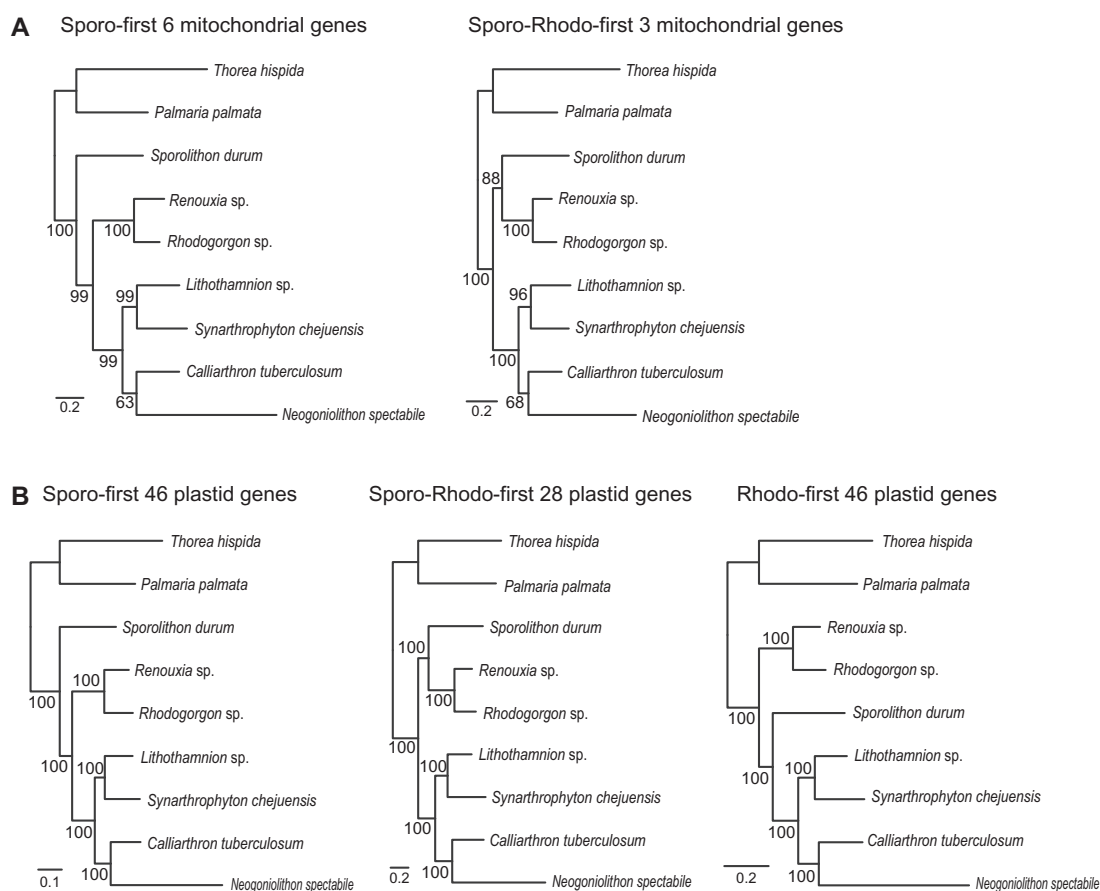 A Sporo-first 6 mitochondrial genes
Thorea hispida
Palmaria palmata
Sporolithon durum
Renouxia sp.
100
100
Rhodogorgon sp.
99
99
Lithothamnion sp.
Synarthrophyton chejuensis
99
Calliarthron tuberculosum
63
Neogoniolithon spectabile
0.2
Sporo-Rhodo-first 3 mitochondrial genes
Thorea hispida
Palmaria palmata
Sporolithon durum
88
Renouxia sp.
100
Rhodogorgon sp.
100
Lithothamnion sp.
96
Synarthrophyton chejuensis
100
Calliarthron tuberculosum
68
Neogoniolithon spectabile
0.2
B Sporo-first 46 plastid genes
Thorea hispida
Palmaria palmata
Sporolithon durum
Renouxia sp.
100
100
Rhodogorgon sp.
Lithothamnion sp.
100
100
Synarthrophyton chejuensis
100
Calliarthron tuberculosum
100
Neogoniolithon spectabile
0.1
Sporo-Rhodo-first 28 plastid genes
Thorea hispida
Palmaria palmata
Sporolithon durum
100
Renouxia sp.
100
Rhodogorgon sp.
100
Lithothamnion sp.
100
Synarthrophyton chejuensis
100
Calliarthron tuberculosum
100
Neogoniolithon spectabile
0.2
Rhodo-first 46 plastid genes
Thorea hispida
Palmaria palmata
Renouxia sp.
100
Rhodogorgon sp.
100
Sporolithon durum
Lithothamnion sp.
100
100
Synarthrophyton chejuensis
100
Calliarthron tuberculosum
100
Neogoniolithon spectabile
0.2